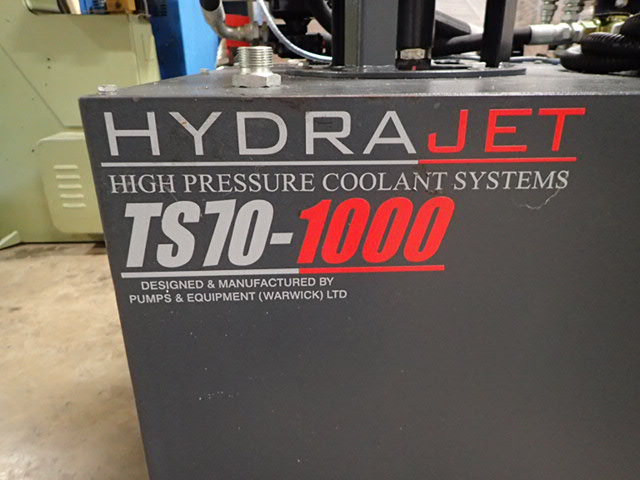 HYDRAJET
HIGH PRESSURE COOLANT SYSTEMS
TS70-1000
DESIGNED & MANUFACTURED BY
PUMPS & EQUIPMENT (WARWICK) LTD